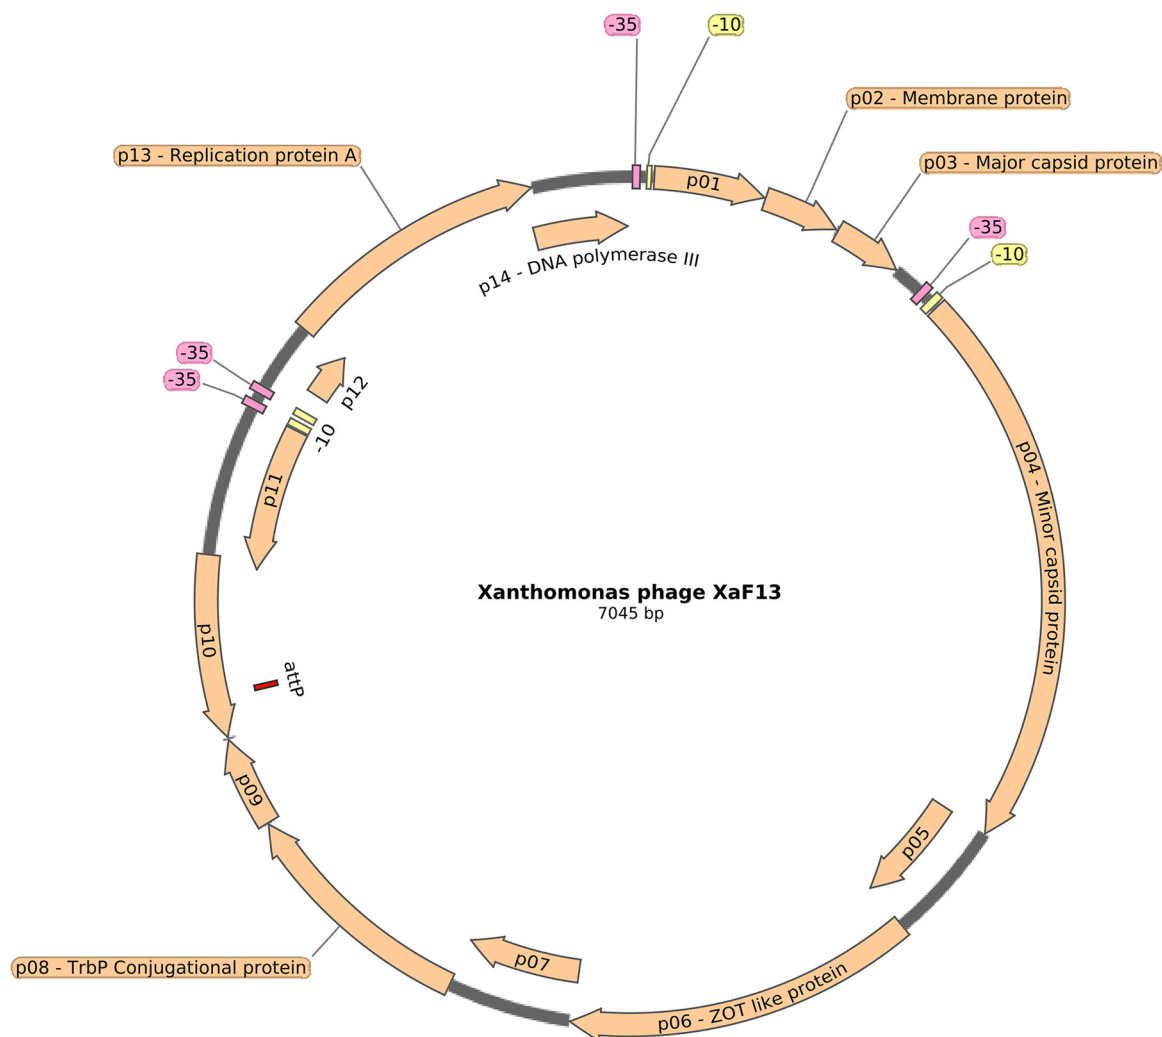 -35
-10
p02 - Membrane protein
p13 - Replication protein A
p03 - Major capsid protein
p01
-35
-10
p14 - DNA polymerase III
-35
-35
p12
-10
p11
p04 - Minor capsid protein
Xanthomonas phage XaF13
7045 bp
p10
attP
p09
p05
p08 - TrbP Conjugational protein
p07
p06 - ZOT like protein